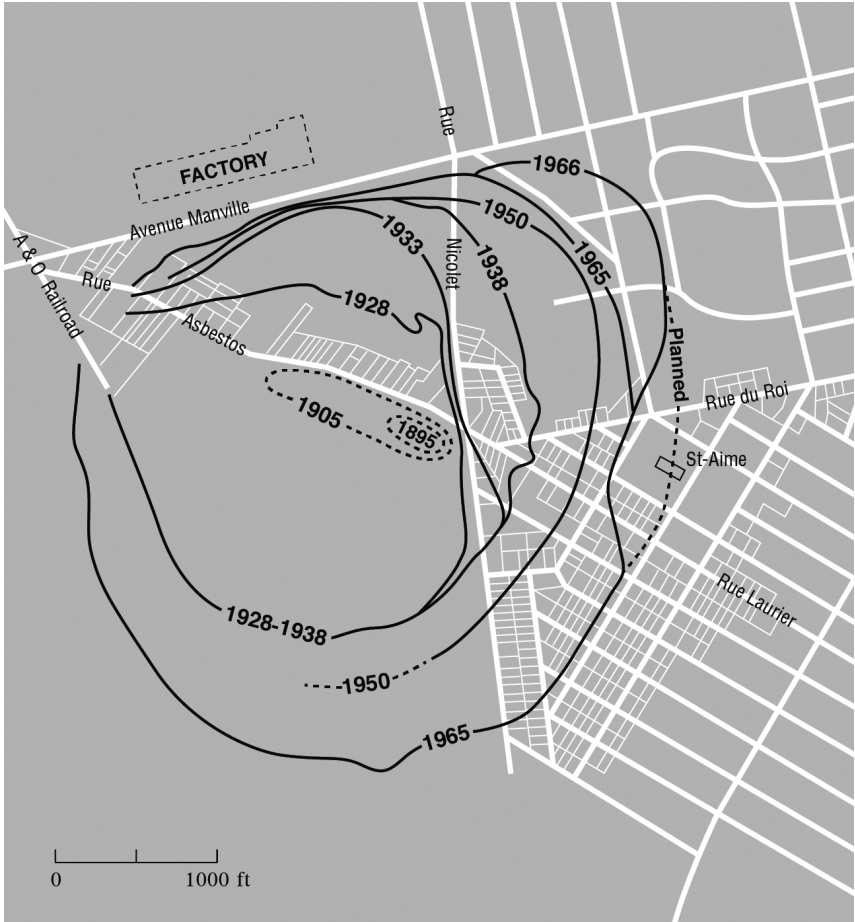 Rue
1966
FACTORY
Avenue Manville
1950
1933
1965
Nicolet
1938
A & O Railroad
Rue
1928
Asbestos
Planned
Rue du Roi
1905
1895
St-Aime
Rue Laurier
1928-1938
1950
1965
0
1000 ft